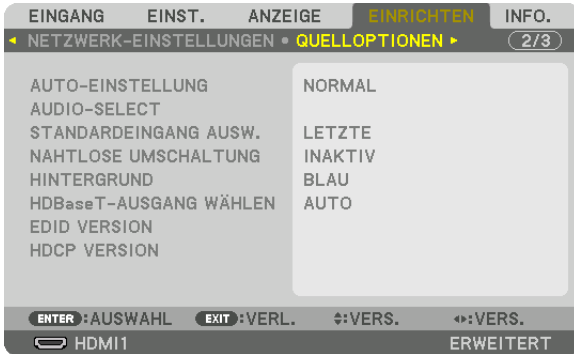 EINGANG EINST. ANZEIGE EINRICHTEN INFO.
◂ NETZWERK-EINSTELLUNGEN • QUELLOPTIONEN ▸ 2/3
AUTO-EINSTELLUNG NORMAL
AUDIO-SELECT
STANDARDEINGANG AUSW. LETZTE
NAHTLOSE UMSCHALTUNG INAKTIV
HINTERGRUND BLAU
HDBaseT-AUSGANG WÄHLEN AUTO
EDID VERSION
HDCP VERSION
ENTER:AUSWAHL EXIT:VERL. ♦:VERS. ◂▸:VERS.
HDMI1 ERWEITERT